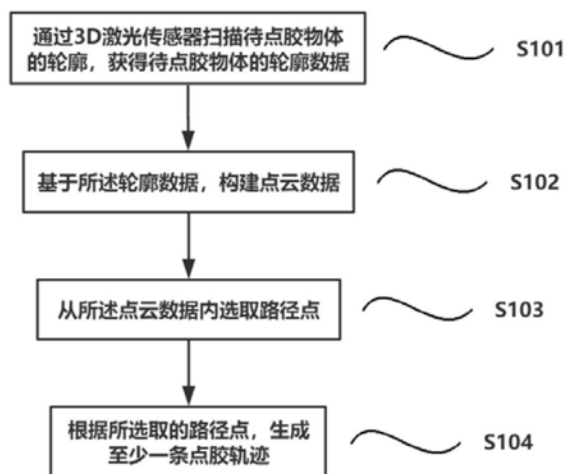 通过3D激光传感器扫描待点胶物体
的轮廓，获得待点胶物体的轮廓数据
S101
基于所述轮廓数据，构建点云数据
S102
从所述点云数据内选取路径点
S103
根据所选取的路径点，生成
至少一条点胶轨迹
S104